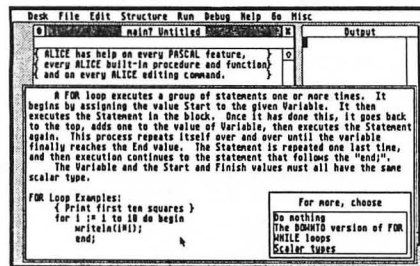 Desk File Edit Structure Run Debug Help Go Misc
main? Untitled
Output
{ ALICE has help on every PASCAL feature, }
{ every ALICE built-in procedure and function}
{ and on every ALICE editing command. }
A FOR loop executes a group of statements one or more times. It
begins by assigning the value Start to the given Variable. It then
executes the Statement in the block. Once it has done this, it goes back
to the top, adds one to the value of Variable, then executes the Statement
again. This process repeats itself over and over until the variable
finally reaches the End value. The Statement is repeated one last time,
and then execution continues to the statement that follows the "end;".
The Variable and the Start and Finish values must all have the same
scalar type.
FOR Loop Examples:
{ Print first ten squares }
for i := 1 to 10 do begin
writeln(i*i);
end;
For more, choose
Do nothing
The DOWNTO version of FOR
WHILE loops
Scalar types